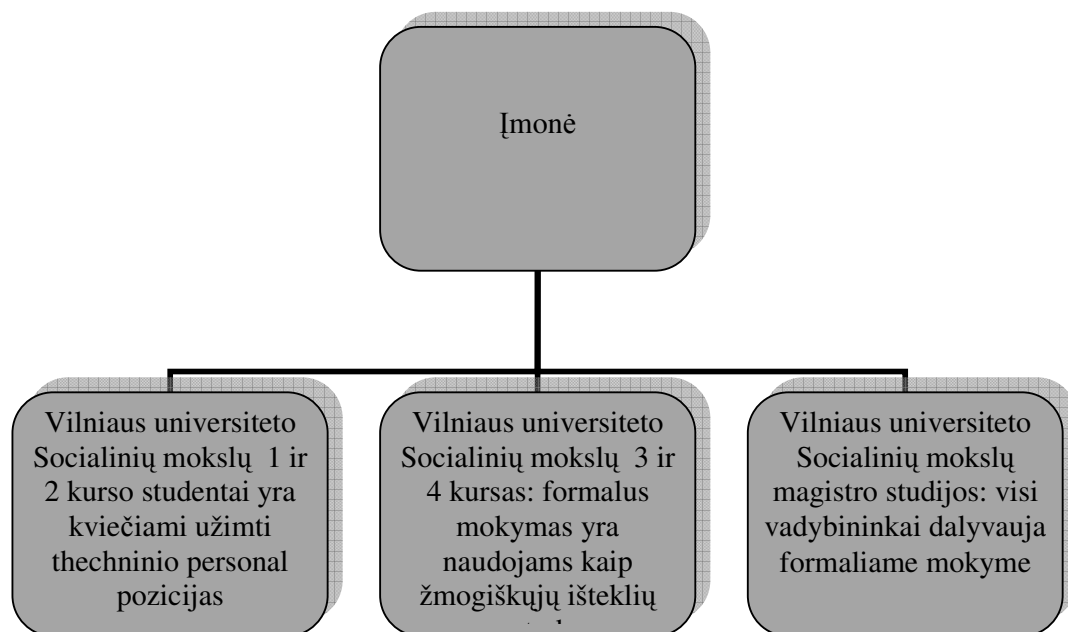 Įmonė
Vilniaus universiteto
Socialinių mokslų 1 ir
2 kurso studentai yra
kviečiami užimti
thechninio personal
pozicijas
Vilniaus universiteto
Socialinių mokslų 3 ir
4 kursas: formalus
mokymas yra
naudojams kaip
žmogiškųjų išteklių
Vilniaus universiteto
Socialinių mokslų
magistro studijos: visi
vadybininkai dalyvauja
formaliame mokyme